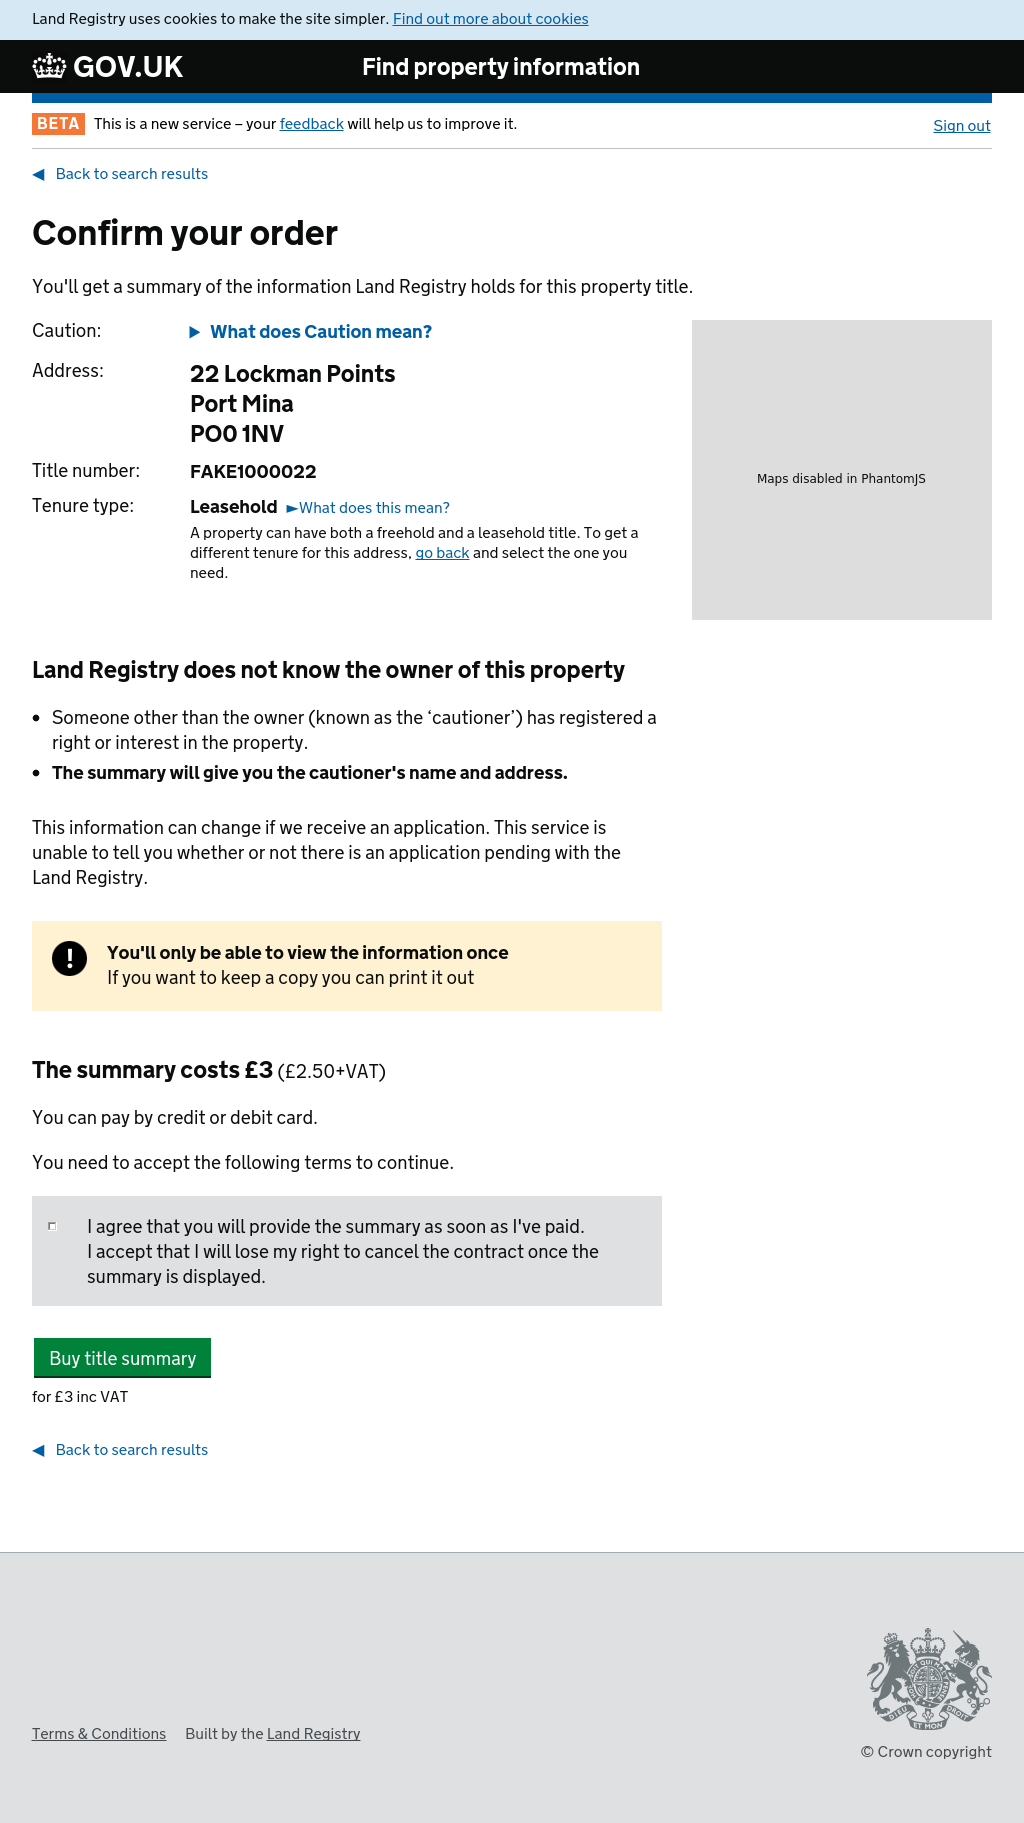 Land Registry uses cookies to make the site simpler. Find out more about cookies
GOV.UK
Find property information
BETA This is a new service – your feedback will help us to improve it.
Sign out
◀ Back to search results
Confirm your order
You'll get a summary of the information Land Registry holds for this property title.
Caution: ▶ What does Caution mean?
Address: 22 Lockman Points
Port Mina
PO0 1NV
Title number: FAKE1000022
Tenure type: Leasehold ►What does this mean?
A property can have both a freehold and a leasehold title. To get a
different tenure for this address, go back and select the one you
need.
Maps disabled in PhantomJS
Land Registry does not know the owner of this property
• Someone other than the owner (known as the ‘cautioner’) has registered a
right or interest in the property.
• The summary will give you the cautioner's name and address.
This information can change if we receive an application. This service is
unable to tell you whether or not there is an application pending with the
Land Registry.
! You'll only be able to view the information once
If you want to keep a copy you can print it out
The summary costs £3 (£2.50+VAT)
You can pay by credit or debit card.
You need to accept the following terms to continue.
I agree that you will provide the summary as soon as I've paid.
I accept that I will lose my right to cancel the contract once the
summary is displayed.
Buy title summary
for £3 inc VAT
◀ Back to search results
DIEU ET MON DROIT
Terms & Conditions Built by the Land Registry
© Crown copyright